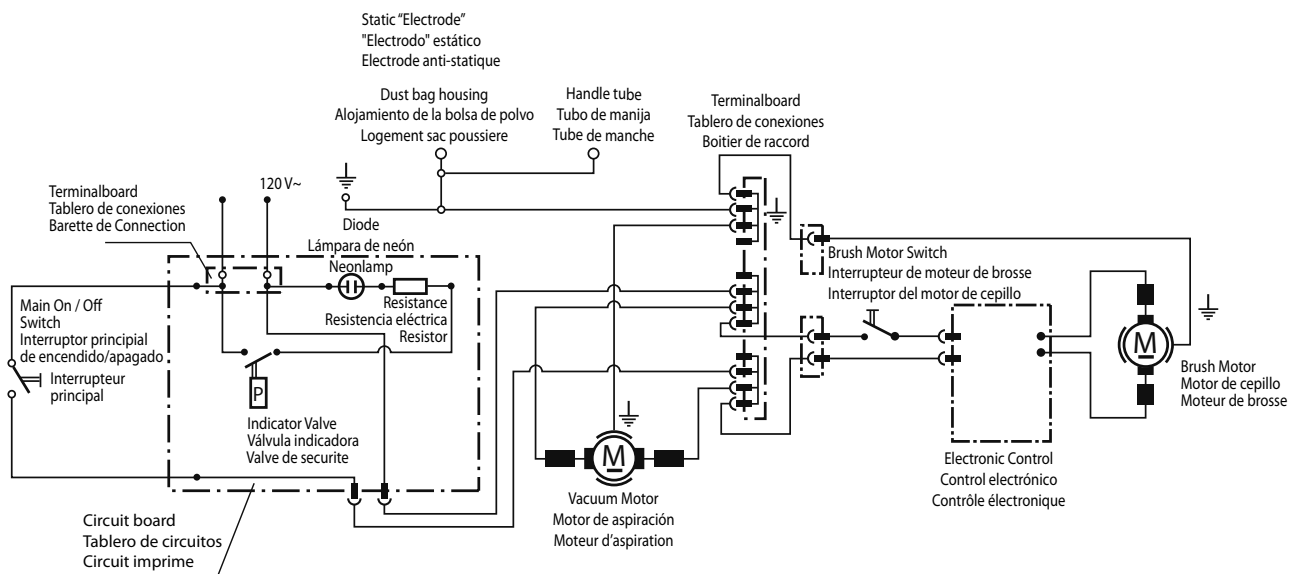 Static “Electrode”
"Electrodo" estático
Electrode anti-statique
Dust bag housing
Alojamiento de la bolsa de polvo
Logement sac poussiere
Handle tube
Tubo de manija
Tube de manche
Terminalboard
Tablero de conexiones
Boitier de raccord
120 V~
Terminalboard
Tablero de conexiones
Barette de Connection
Diode
Lámpara de neón
Neonlamp
Resistance
Resistencia eléctrica
Resistor
Main On / Off
Switch
Interruptor principial
de encendido/apagado
Interrupteur
principal
P
Indicator Valve
Válvula indicadora
Valve de securite
Circuit board
Tablero de circuitos
Circuit imprime
M
Vacuum Motor
Motor de aspiración
Moteur d’aspiration
Brush Motor Switch
Interrupteur de moteur de brosse
Interruptor del motor de cepillo
Electronic Control
Control electrónico
Contrôle électronique
M
Brush Motor
Motor de cepillo
Moteur de brosse